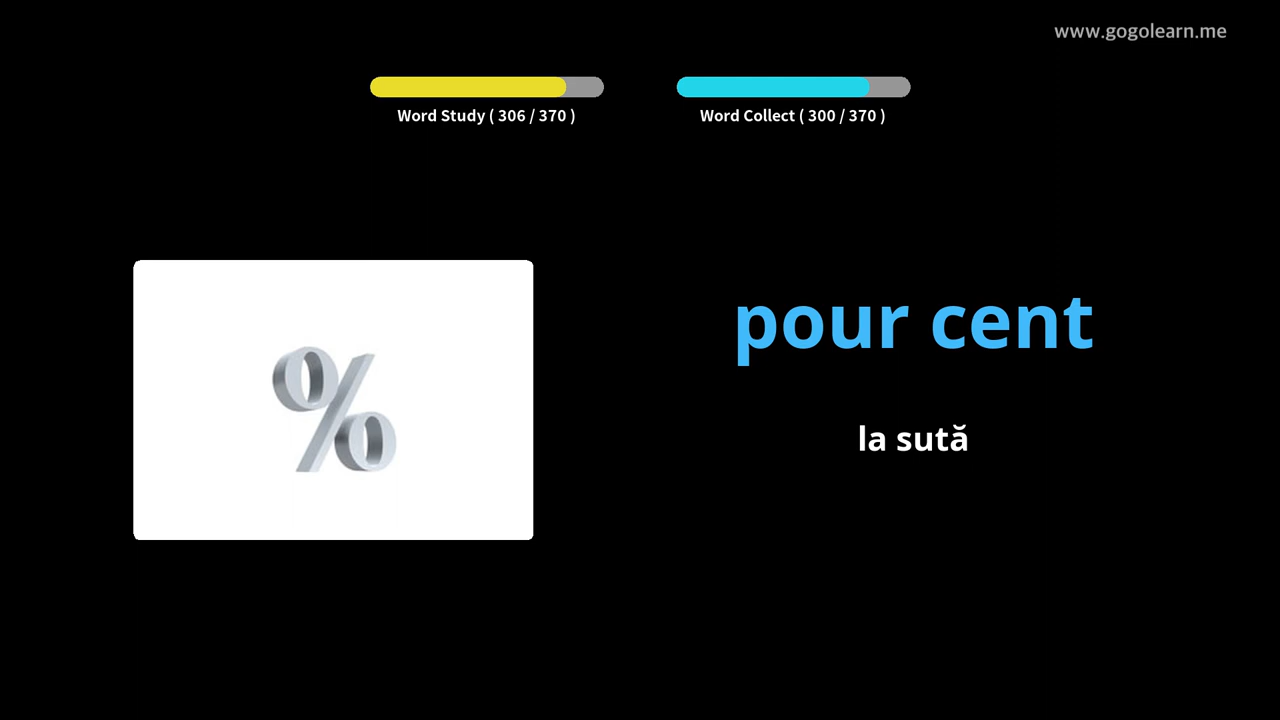 www.gogolearn.me
Word Study ( 306 / 370 )
Word Collect ( 300 / 370 )
%
pour cent
la sută